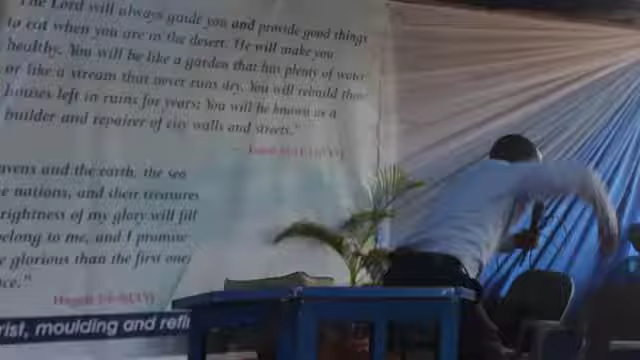 The Lord will always guide you and provide good things
to eat when you are in the desert. He will make you
healthy. You will be like a garden that has plenty of water
or like a stream that never runs dry. You will rebuild those
houses left in ruins for years; You will be known as a
builder and repairer of city walls and streets."
avens and the earth, the sea
e nations, and their treasures
rightness of my glory will fill
belong to me, and I promise
e glorious than the first one
ce."
rist, moulding and refi